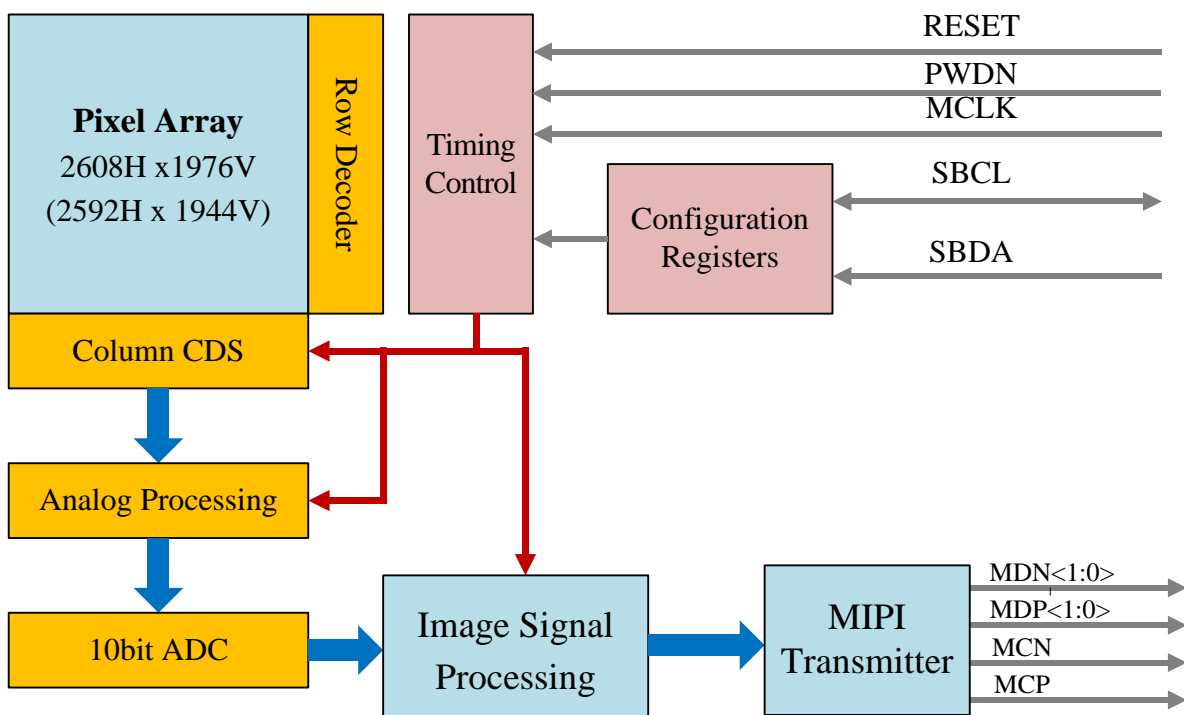 Pixel Array
2608H x1976V
(2592H x 1944V)
Row Decoder
Timing
Control
RESET
PWDN
MCLK
SBCL
SBDA
Configuration
Registers
Column CDS
Analog Processing
10bit ADC
Image Signal
Processing
MIPI
Transmitter
MDN<1:0>
MDP<1:0>
MCN
MCP